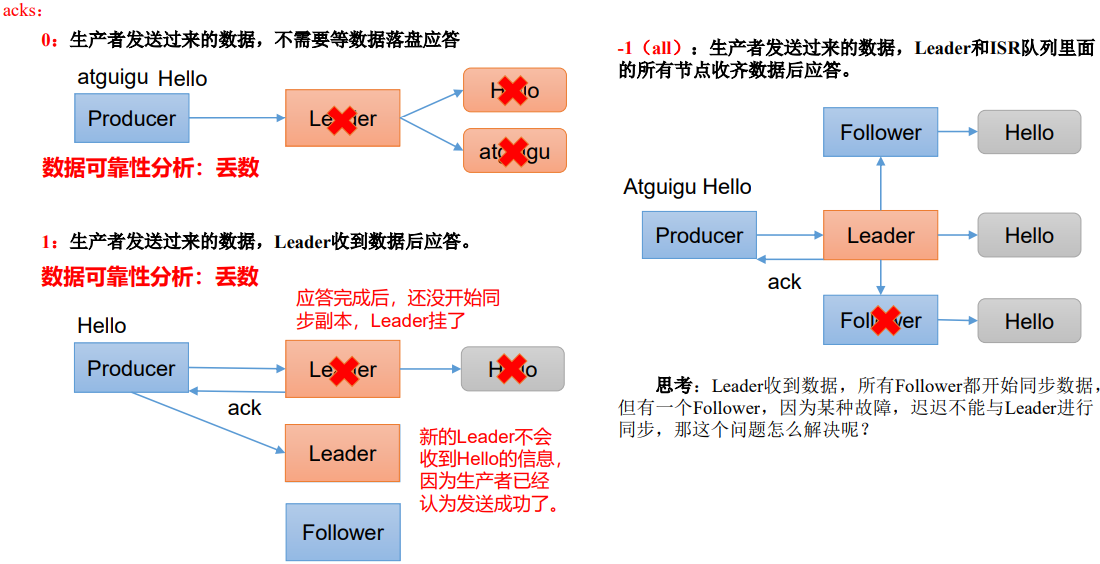 acks：
0：生产者发送过来的数据，不需要等数据落盘应答
atguigu Hello
Producer
Leader
Hello
atguigu
数据可靠性分析：丢数
1：生产者发送过来的数据，Leader收到数据后应答。
数据可靠性分析：丢数
应答完成后，还没开始同
步副本，Leader挂了
Hello
Producer
Leader
Hello
ack
Leader
新的Leader不会
收到Hello的信息，
因为生产者已经
认为发送成功了。
Follower
-1（all）：生产者发送过来的数据，Leader和ISR队列里面
的所有节点收齐数据后应答。
Follower
Hello
Atguigu Hello
Producer
Leader
Hello
ack
Follower
Hello
思考：Leader收到数据，所有Follower都开始同步数据，
但有一个Follower，因为某种故障，迟迟不能与Leader进行
同步，那这个问题怎么解决呢？